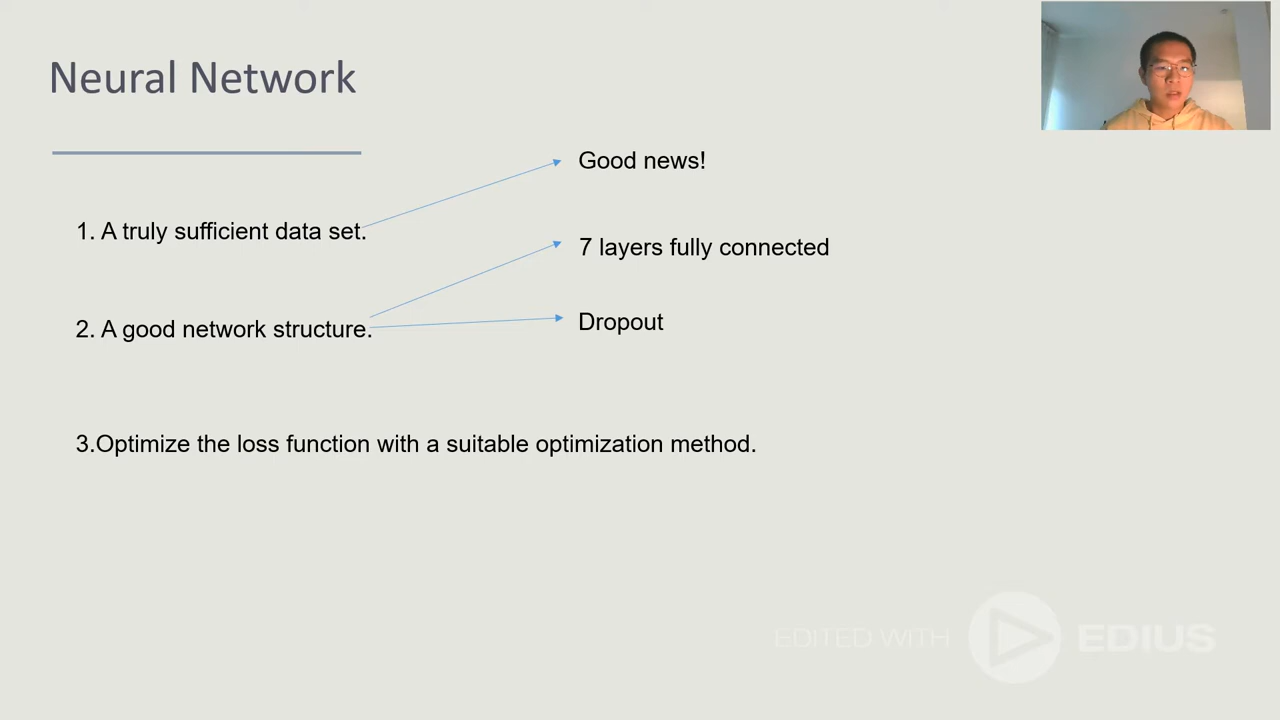 Neural Network
Good news!
1. A truly sufficient data set.
7 layers fully connected
2. A good network structure.
Dropout
3.Optimize the loss function with a suitable optimization method.
EDITED WITH EDIUS